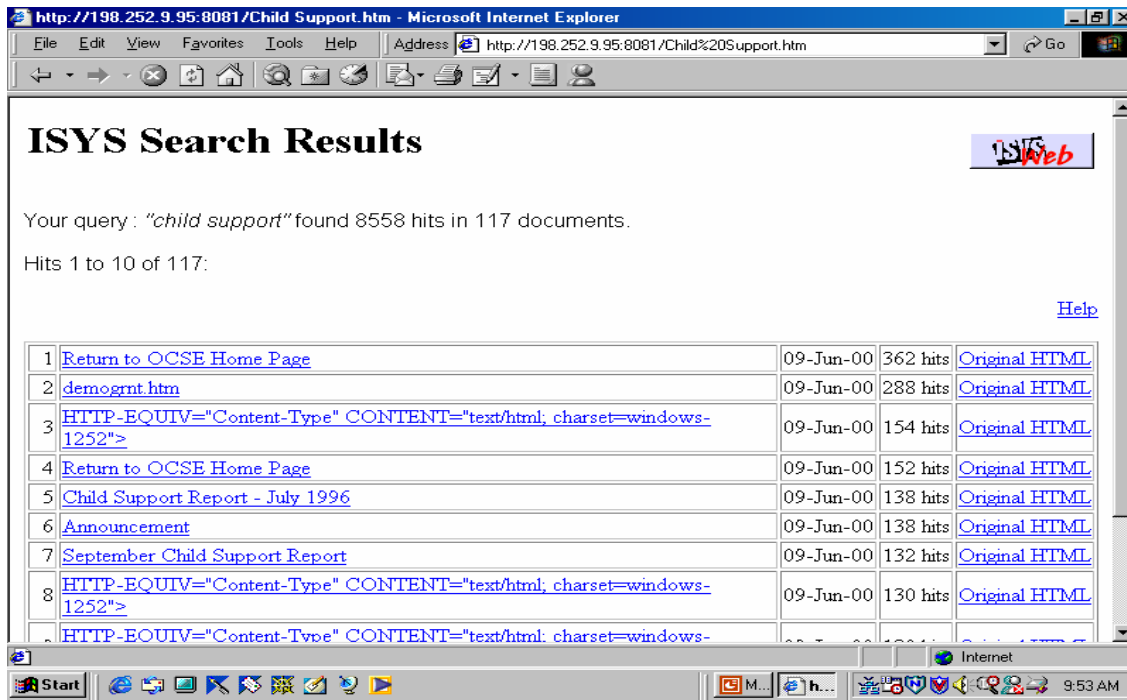 http://198.252.9.95:8081/Child Support.htm - Microsoft Internet Explorer
File Edit View Favorites Tools Help Address http://198.252.9.95:8081/Child%20Support.htm Go
ISYS Search Results
ISYS Web
Your query : "child support" found 8558 hits in 117 documents.
Hits 1 to 10 of 117:
Help
1 Return to OCSE Home Page 09-Jun-00 362 hits Original HTML
2 demogrnt.htm 09-Jun-00 288 hits Original HTML
3 HTTP-EQUIV="Content-Type" CONTENT="text/html; charset=windows-
1252"> 09-Jun-00 154 hits Original HTML
4 Return to OCSE Home Page 09-Jun-00 152 hits Original HTML
5 Child Support Report - July 1996 09-Jun-00 138 hits Original HTML
6 Announcement 09-Jun-00 138 hits Original HTML
7 September Child Support Report 09-Jun-00 132 hits Original HTML
8 HTTP-EQUIV="Content-Type" CONTENT="text/html; charset=windows-
1252"> 09-Jun-00 130 hits Original HTML
HTTP-EQUIV="Content-Type" CONTENT="text/html; charset=windows-
Internet
Start M... h... 9:53 AM